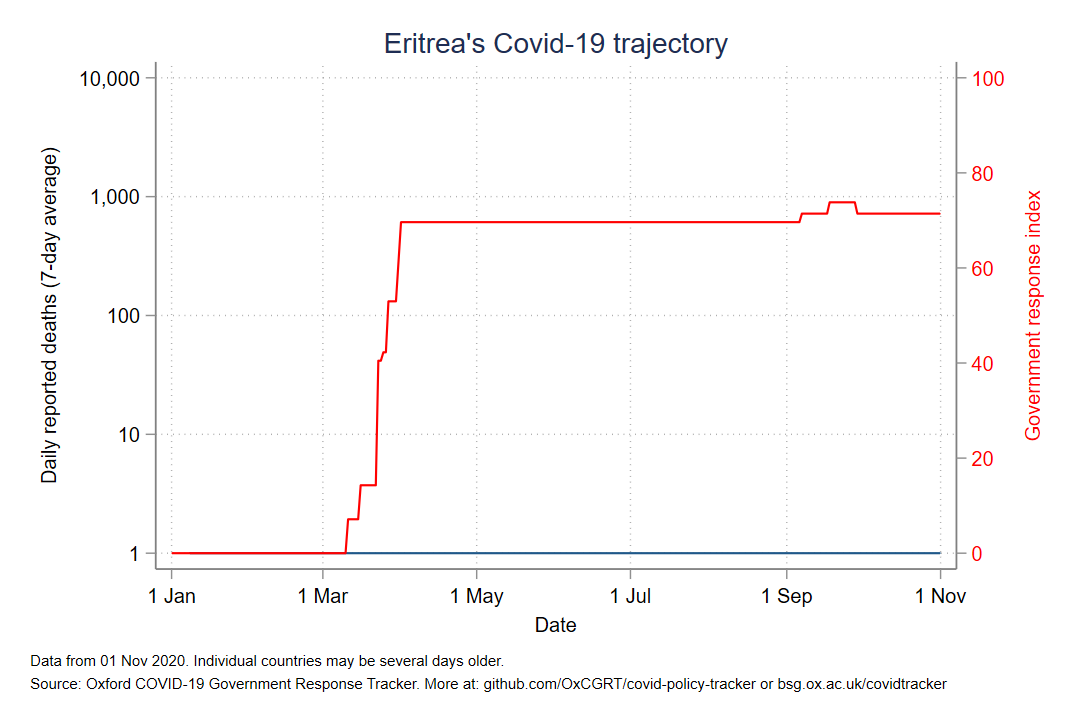 Eritrea's Covid-19 trajectory
10,000
1,000
100
10
1
Daily reported deaths (7-day average)
100
80
60
40
20
0
Government response index
1 Jan
1 Mar
1 May
1 Jul
1 Sep
1 Nov
Date
Data from 01 Nov 2020. Individual countries may be several days older.
Source: Oxford COVID-19 Government Response Tracker. More at: github.com/OxCGRT/covid-policy-tracker or bsg.ox.ac.uk/covidtracker